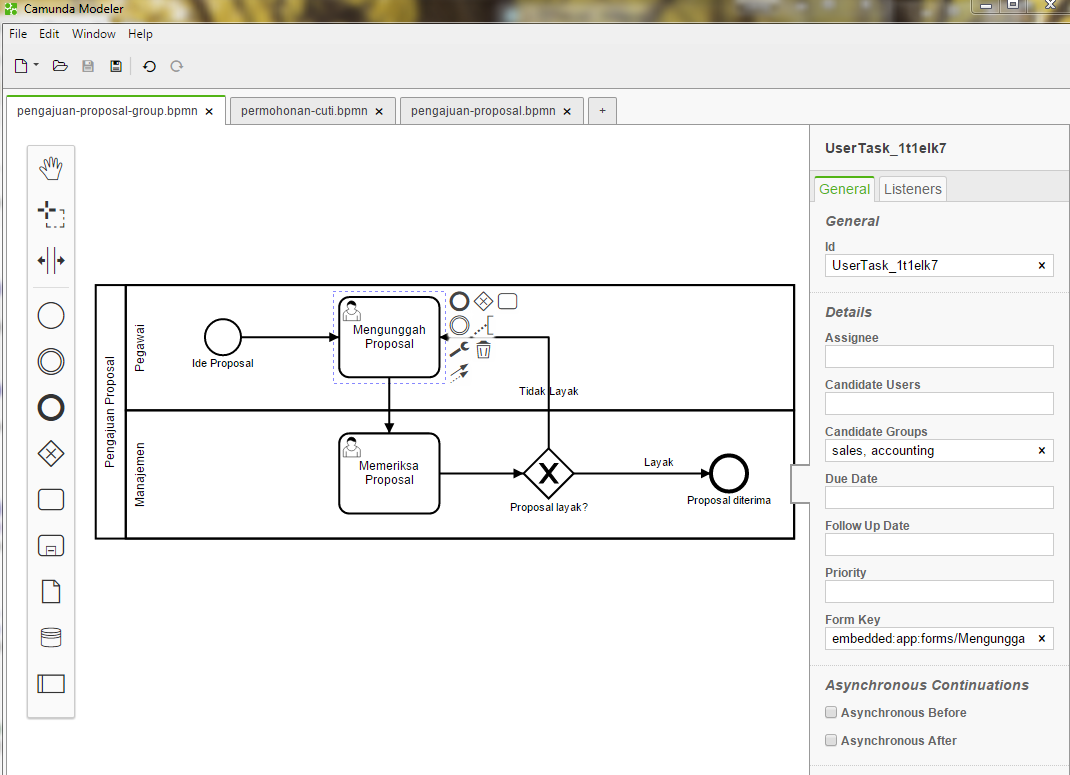 Camunda Modeler
File Edit Window Help
pengajuan-proposal-group.bpmn × permohonan-cuti.bpmn × pengajuan-proposal.bpmn × +
Pengajuan Proposal
Pegawai
Ide Proposal
Mengunggah
Proposal
Tidak Layak
Manajemen
Memeriksa
Proposal
Proposal layak?
Layak
Proposal diterima
UserTask_1t1elk7
General Listeners
General
Id
UserTask_1t1elk7 ×
Details
Assignee
Candidate Users
Candidate Groups
sales, accounting ×
Due Date
Follow Up Date
Priority
Form Key
embedded:app:forms/Mengungga ×
Asynchronous Continuations
Asynchronous Before
Asynchronous After